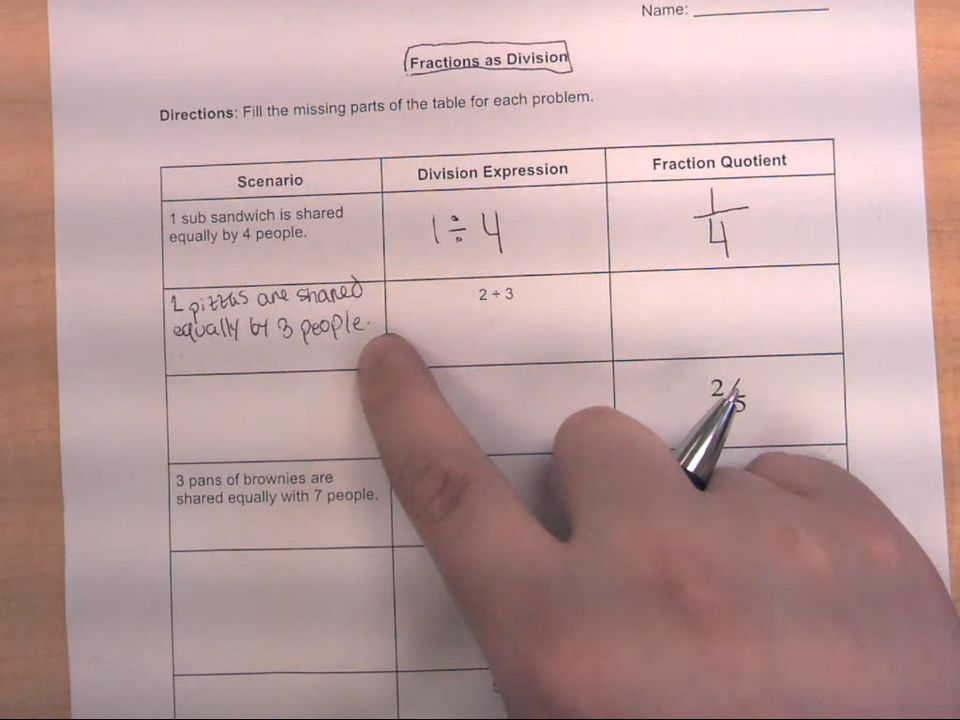 Name:
Fractions as Division
Directions: Fill the missing parts of the table for each problem.
Scenario
Division Expression
Fraction Quotient
1 sub sandwich is shared
equally by 4 people.
1 ÷ 4
1
4
2 pizzas are shared
equally by 3 people.
2 ÷ 3
2/5
3 pans of brownies are
shared equally with 7 people.